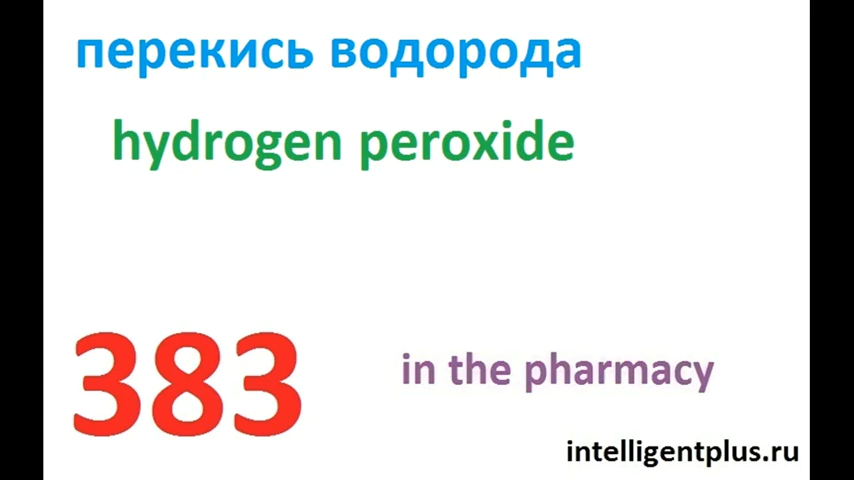 перекись водорода
hydrogen peroxide
383
in the pharmacy
intelligentplus.ru